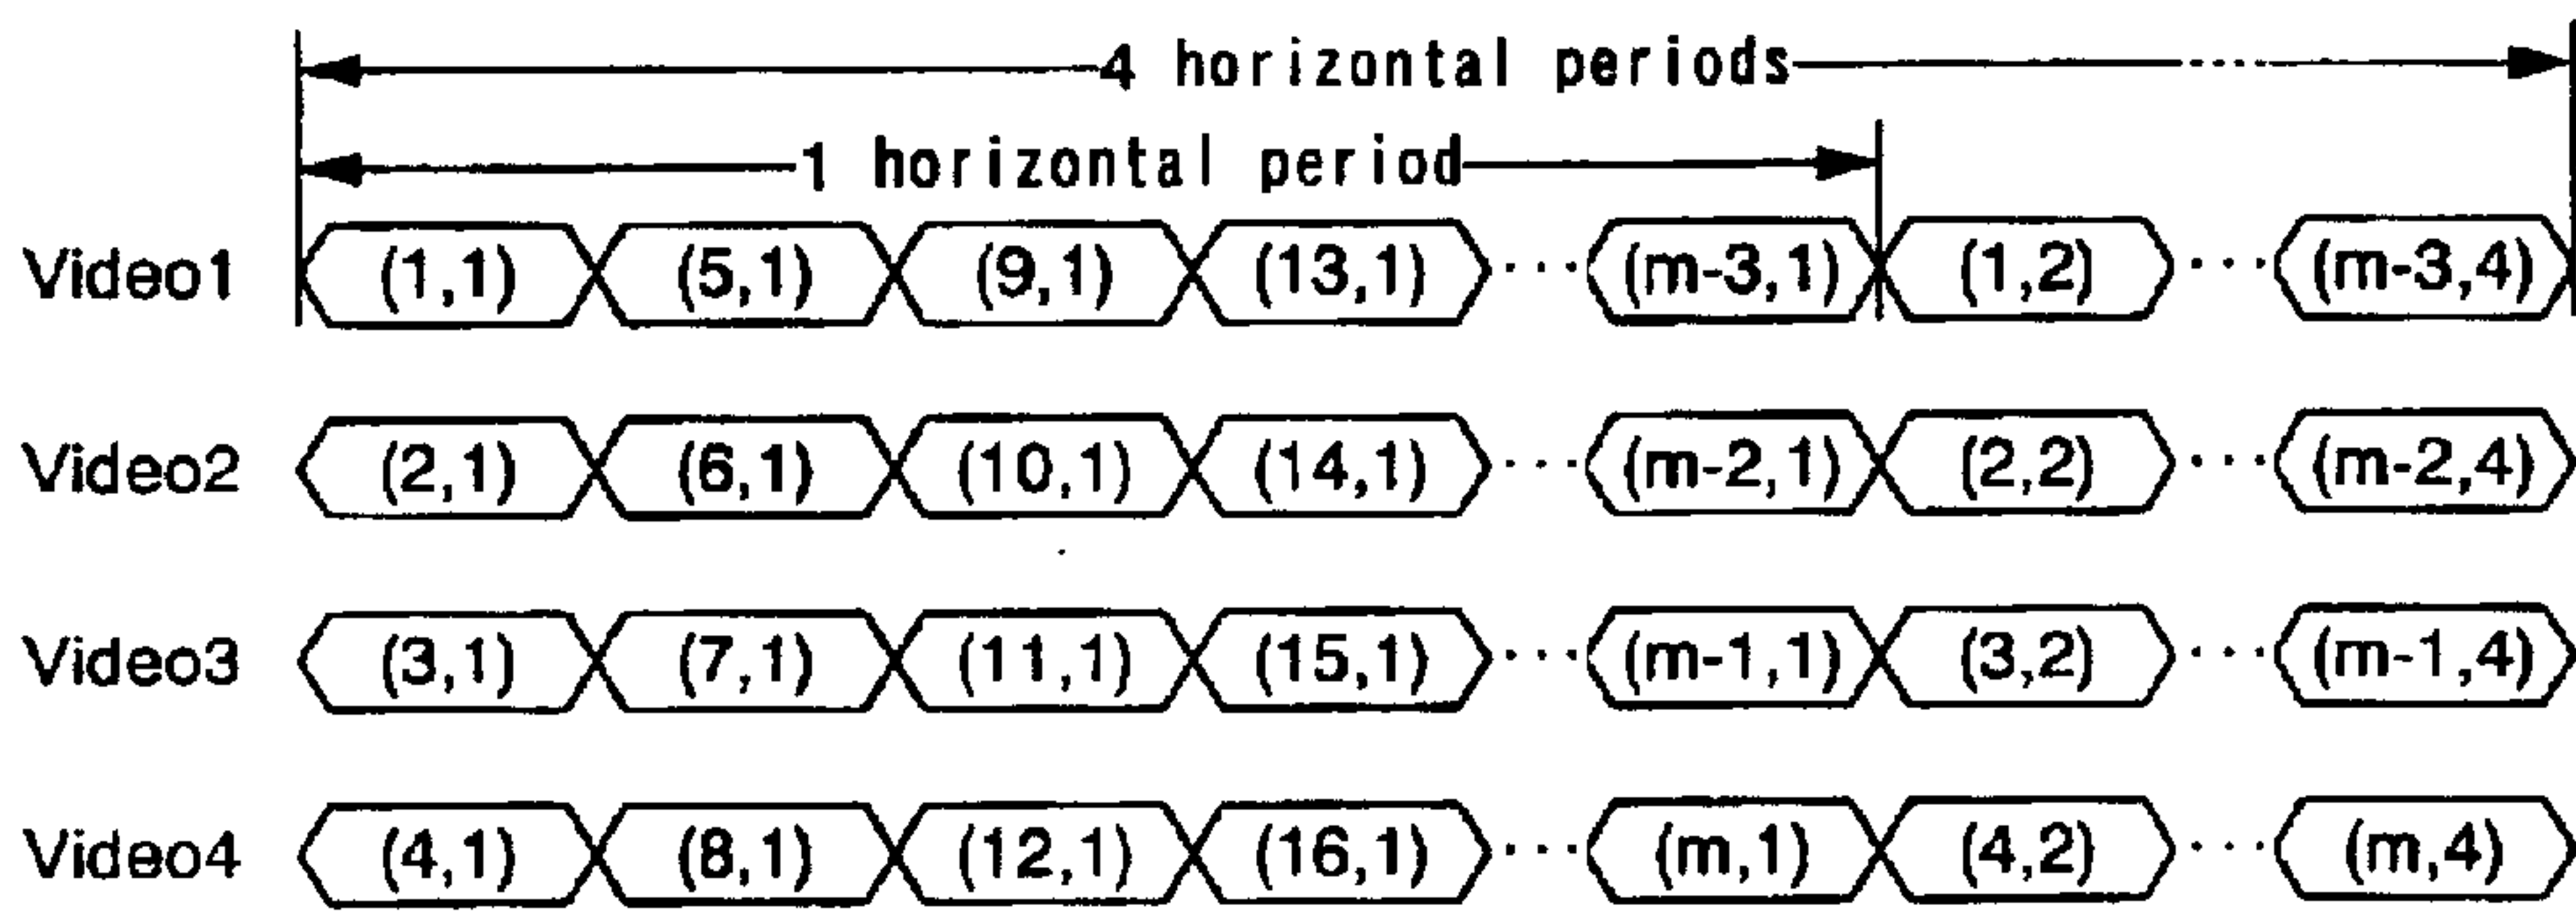 4 horizontal periods
1 horizontal period
Video1 (1,1) (5,1) (9,1) (13,1) ··· (m-3,1) (1,2) ··· (m-3,4)
Video2 (2,1) (6,1) (10,1) (14,1) ··· (m-2,1) (2,2) ··· (m-2,4)
Video3 (3,1) (7,1) (11,1) (15,1) ··· (m-1,1) (3,2) ··· (m-1,4)
Video4 (4,1) (8,1) (12,1) (16,1) ··· (m,1) (4,2) ··· (m,4)